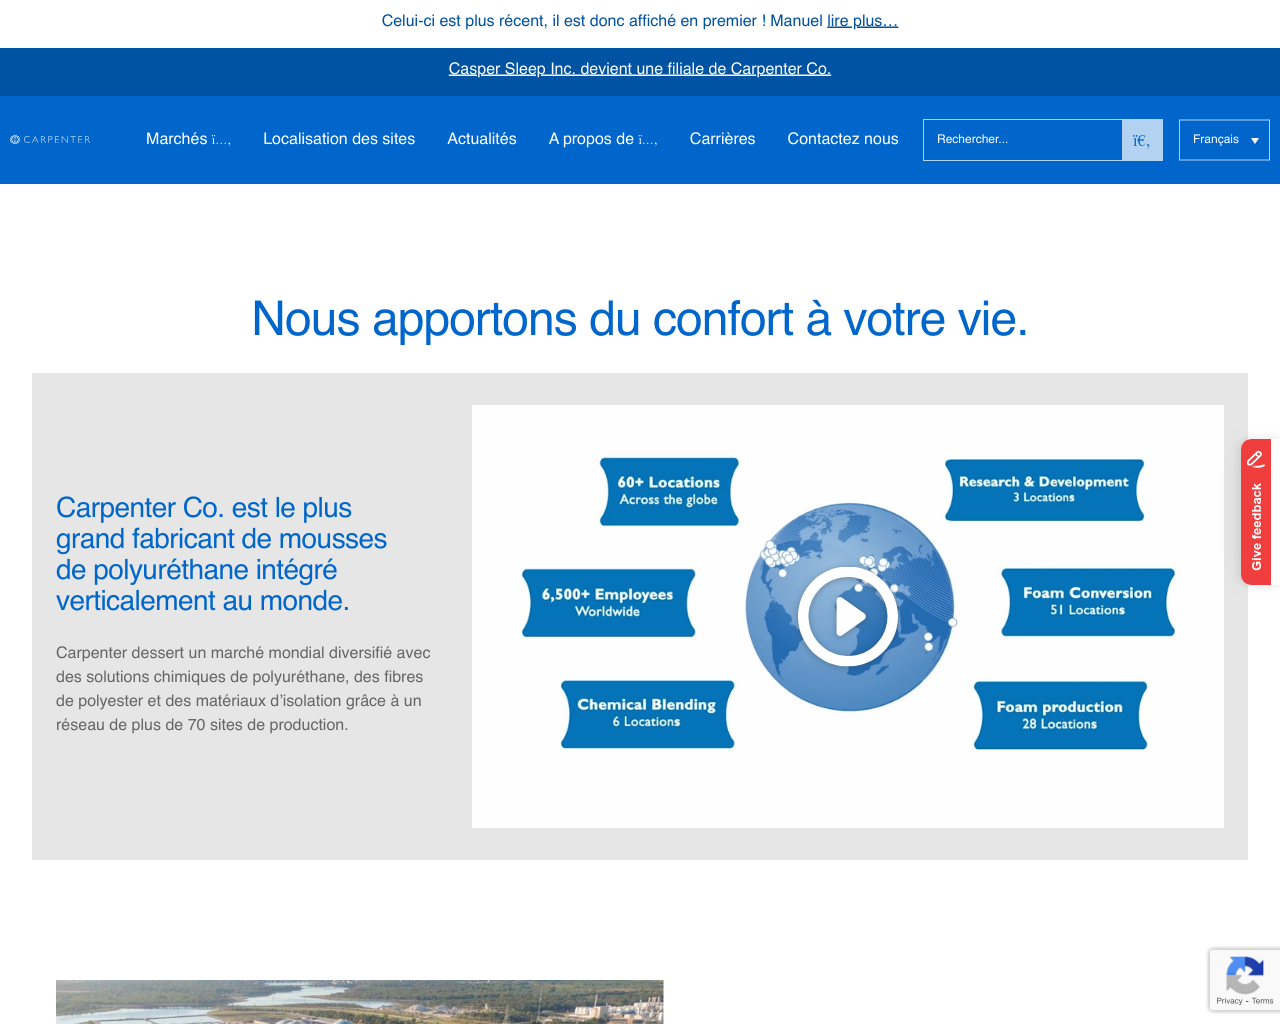 Celui-ci est plus récent, il est donc affiché en premier ! Manuel lire plus…
Casper Sleep Inc. devient une filiale de Carpenter Co.
CARPENTER
Marchés ï…‚
Localisation des sites
Actualités
A propos de ï…‚
Carrières
Contactez nous
Rechercher...
ï€‚
Français
Nous apportons du confort à votre vie.
Carpenter Co. est le plus
grand fabricant de mousses
de polyuréthane intégré
verticalement au monde.
Carpenter dessert un marché mondial diversifié avec
des solutions chimiques de polyuréthane, des fibres
de polyester et des matériaux d’isolation grâce à un
réseau de plus de 70 sites de production.
60+ Locations
Across the globe
Research & Development
3 Locations
6,500+ Employees
Worldwide
Foam Conversion
51 Locations
Chemical Blending
6 Locations
Foam production
28 Locations
Give feedback
Privacy - Terms